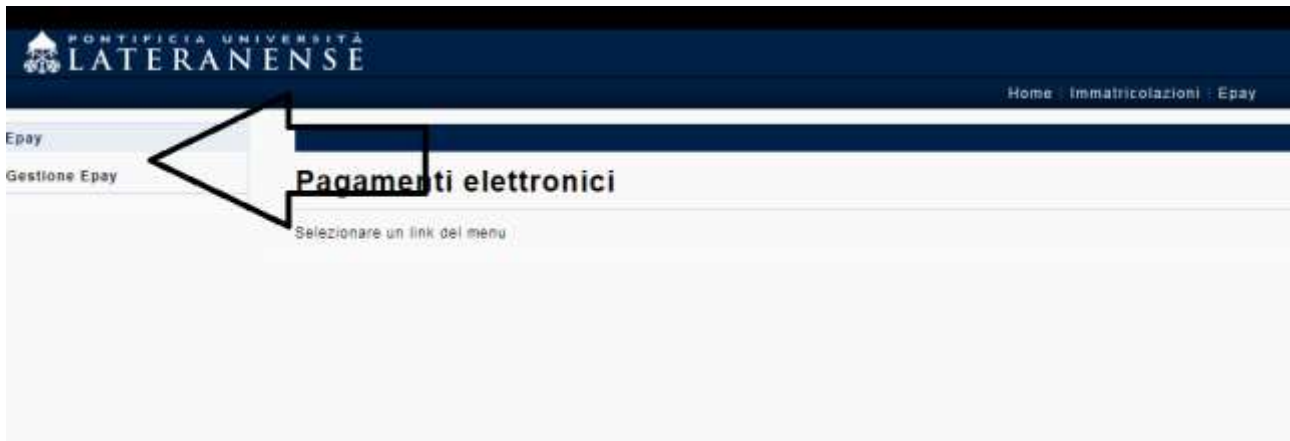 PONTIFICIA UNIVERSITÀ
LATERANENSE
Home Immatricolazioni Epay
Epay
Gestione Epay
Pagamenti elettronici
Selezionare un link del menu